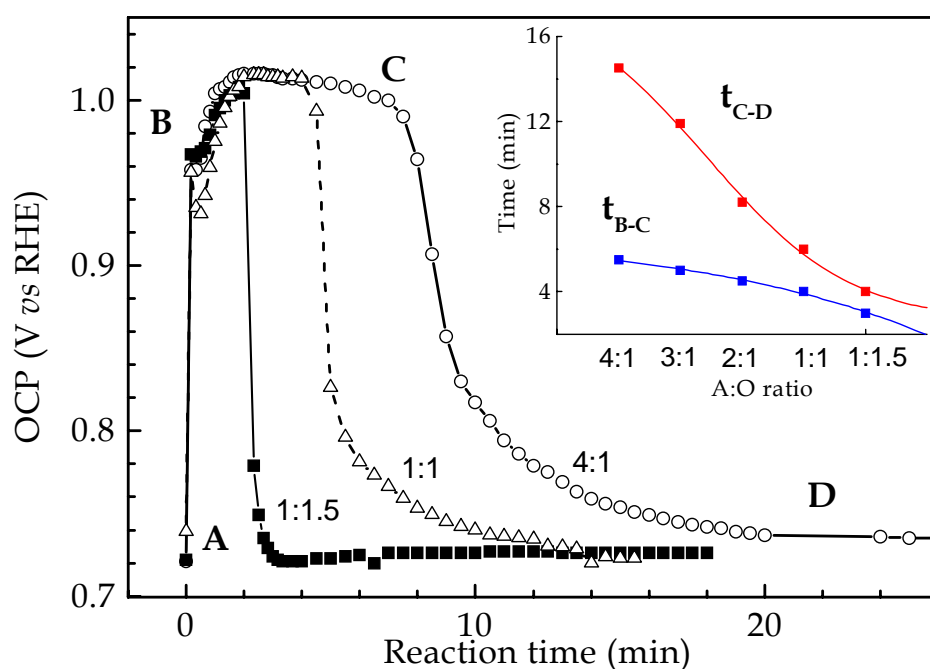 OCP (V vs RHE)
1.0
0.9
0.8
0.7
0
10
20
Reaction time (min)
A
B
C
D
1:1.5
1:1
4:1
Time (min)
16
12
8
4
4:1 3:1 2:1 1:1 1:1.5
A:O ratio
tC-D
tB-C